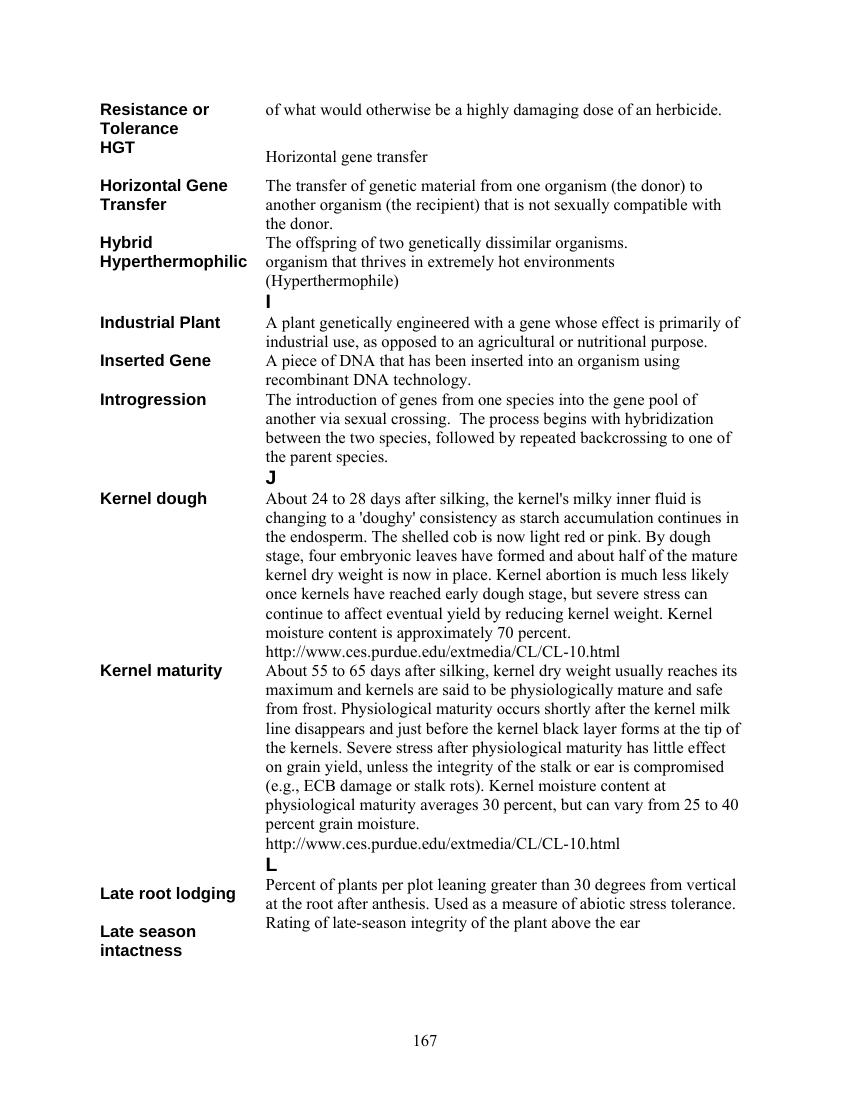 Resistance or of what would otherwise be a highly damaging dose of an herbicide.
Tolerance
HGT
Horizontal gene transfer
Horizontal Gene The transfer of genetic material from one organism (the donor) to
Transfer another organism (the recipient) that is not sexually compatible with
the donor.
Hybrid The offspring of two genetically dissimilar organisms.
Hyperthermophilic organism that thrives in extremely hot environments
(Hyperthermophile)
I
Industrial Plant A plant genetically engineered with a gene whose effect is primarily of
industrial use, as opposed to an agricultural or nutritional purpose.
Inserted Gene A piece of DNA that has been inserted into an organism using
recombinant DNA technology.
Introgression The introduction of genes from one species into the gene pool of
another via sexual crossing.  The process begins with hybridization
between the two species, followed by repeated backcrossing to one of
the parent species.
J
Kernel dough About 24 to 28 days after silking, the kernel's milky inner fluid is
changing to a 'doughy' consistency as starch accumulation continues in
the endosperm. The shelled cob is now light red or pink. By dough
stage, four embryonic leaves have formed and about half of the mature
kernel dry weight is now in place. Kernel abortion is much less likely
once kernels have reached early dough stage, but severe stress can
continue to affect eventual yield by reducing kernel weight. Kernel
moisture content is approximately 70 percent.
http://www.ces.purdue.edu/extmedia/CL/CL-10.html
Kernel maturity About 55 to 65 days after silking, kernel dry weight usually reaches its
maximum and kernels are said to be physiologically mature and safe
from frost. Physiological maturity occurs shortly after the kernel milk
line disappears and just before the kernel black layer forms at the tip of
the kernels. Severe stress after physiological maturity has little effect
on grain yield, unless the integrity of the stalk or ear is compromised
(e.g., ECB damage or stalk rots). Kernel moisture content at
physiological maturity averages 30 percent, but can vary from 25 to 40
percent grain moisture.
http://www.ces.purdue.edu/extmedia/CL/CL-10.html
L
Late root lodging Percent of plants per plot leaning greater than 30 degrees from vertical
at the root after anthesis. Used as a measure of abiotic stress tolerance.
Late season Rating of late-season integrity of the plant above the ear
intactness
167